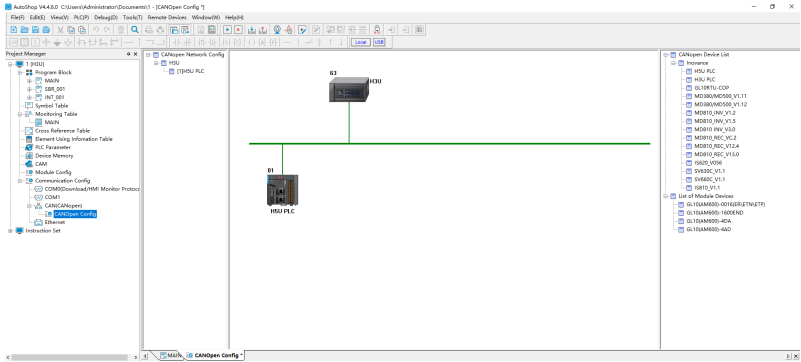 AutoShop V4.4.6.0 C:\Users\Administrator\Documents\1 - [CANOpen Config *]
File(F) Edit(E) View(V) PLC(P) Debug(D) Tools(T) Remote Devices Window(W) Help(H)
Local USB
Project Manager
1 [H3U]
Program Block
MAIN
SBR_001
INT_001
Symbol Table
Monitoring Table
MAIN
Cross Reference Table
Element Using Infomation Table
PLC Parameter
Device Memory
CAM
Module Config
Communication Config
COM0(Download/HMI Monitor Protoco
COM1
CAN(CANopen)
CANOpen Config
Ethernet
Instruction Set
CANOpen Network Config
H3U
[1]H5U PLC
63
H3U
01
H5U PLC
CANOpen Device List
Inovance
H5U PLC
H3U PLC
GL10RTU-COP
MD380/MD500_V1.11
MD380/MD500_V1.12
MD810_INV_V1.2
MD810_INV_V1.5
MD810_INV_V3.0
MD810_REC_VC.2
MD810_REC_V12.4
MD810_REC_V13.0
IS620_V056
SV630C_V1.1
SV660C_V1.1
IS810_V1.1
List of Module Devices
GL10(AM600)-0016(ER\ETN\ETP)
GL10(AM600)-1600END
GL10(AM600)-4DA
GL10(AM600)-4AD
MAIN CANOpen Config *